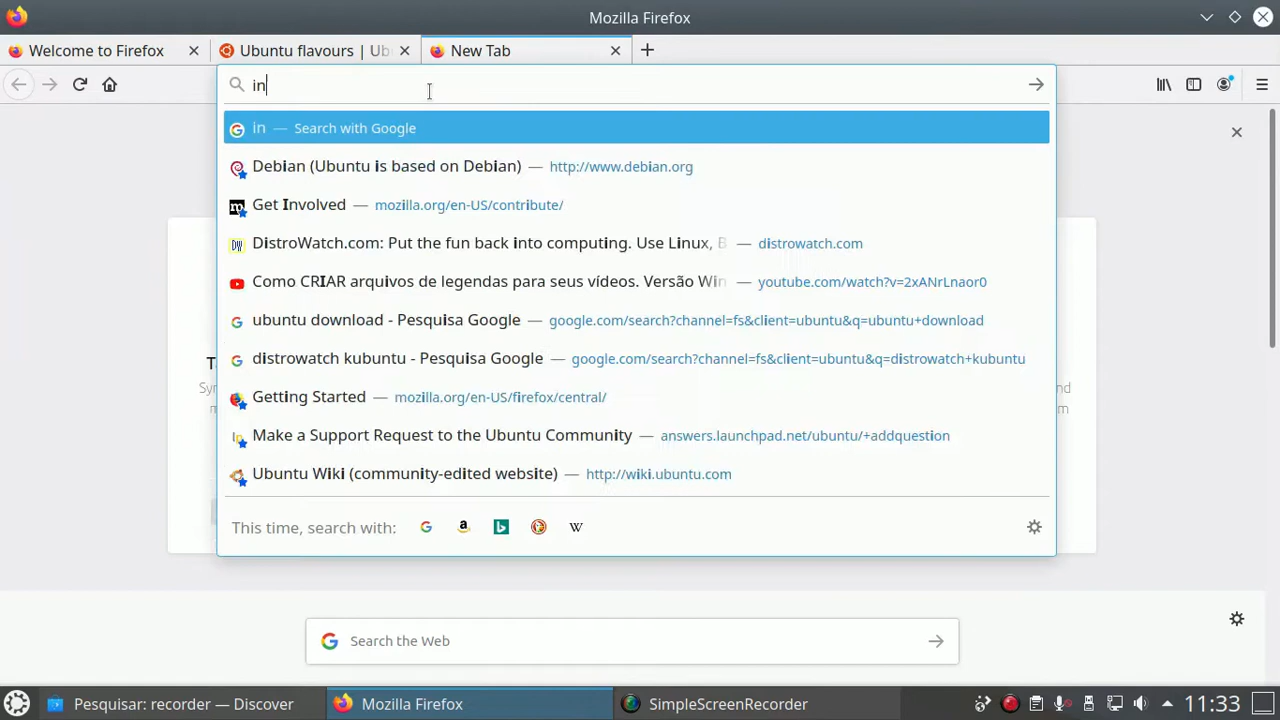 Mozilla Firefox
Welcome to Firefox
Ubuntu flavours | Ub
New Tab
in
in — Search with Google
Debian (Ubuntu is based on Debian) — http://www.debian.org
Get Involved — mozilla.org/en-US/contribute/
DistroWatch.com: Put the fun back into computing. Use Linux, B — distrowatch.com
Como CRIAR arquivos de legendas para seus vídeos. Versão Win — youtube.com/watch?v=2xANrLnaor0
ubuntu download - Pesquisa Google — google.com/search?channel=fs&client=ubuntu&q=ubuntu+download
distrowatch kubuntu - Pesquisa Google — google.com/search?channel=fs&client=ubuntu&q=distrowatch+kubuntu
Getting Started — mozilla.org/en-US/firefox/central/
Make a Support Request to the Ubuntu Community — answers.launchpad.net/ubuntu/+addquestion
Ubuntu Wiki (community-edited website) — http://wiki.ubuntu.com
This time, search with:
Search the Web
Pesquisar: recorder — Discover
Mozilla Firefox
SimpleScreenRecorder
11:33